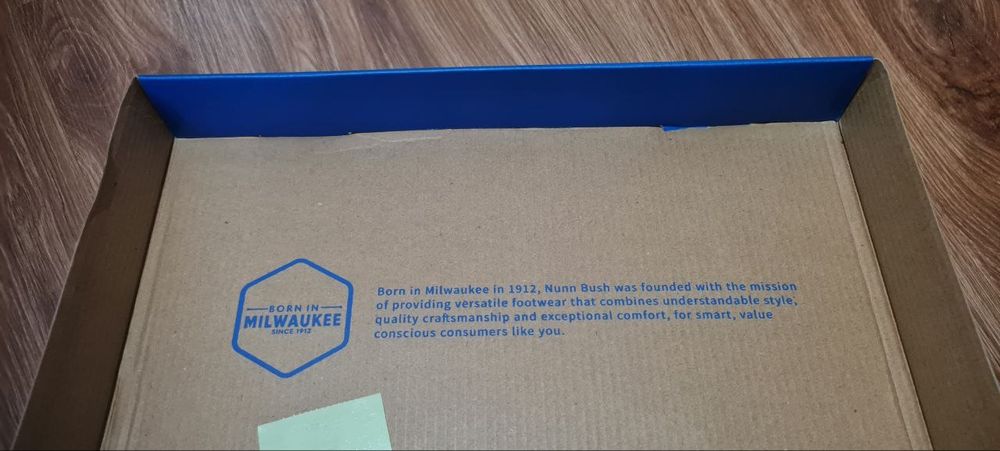 BORN IN
MILWAUKEE
SINCE 1912
Born in Milwaukee in 1912, Nunn Bush was founded with the mission
of providing versatile footwear that combines understandable style,
quality craftsmanship and exceptional comfort, for smart, value
conscious consumers like you.